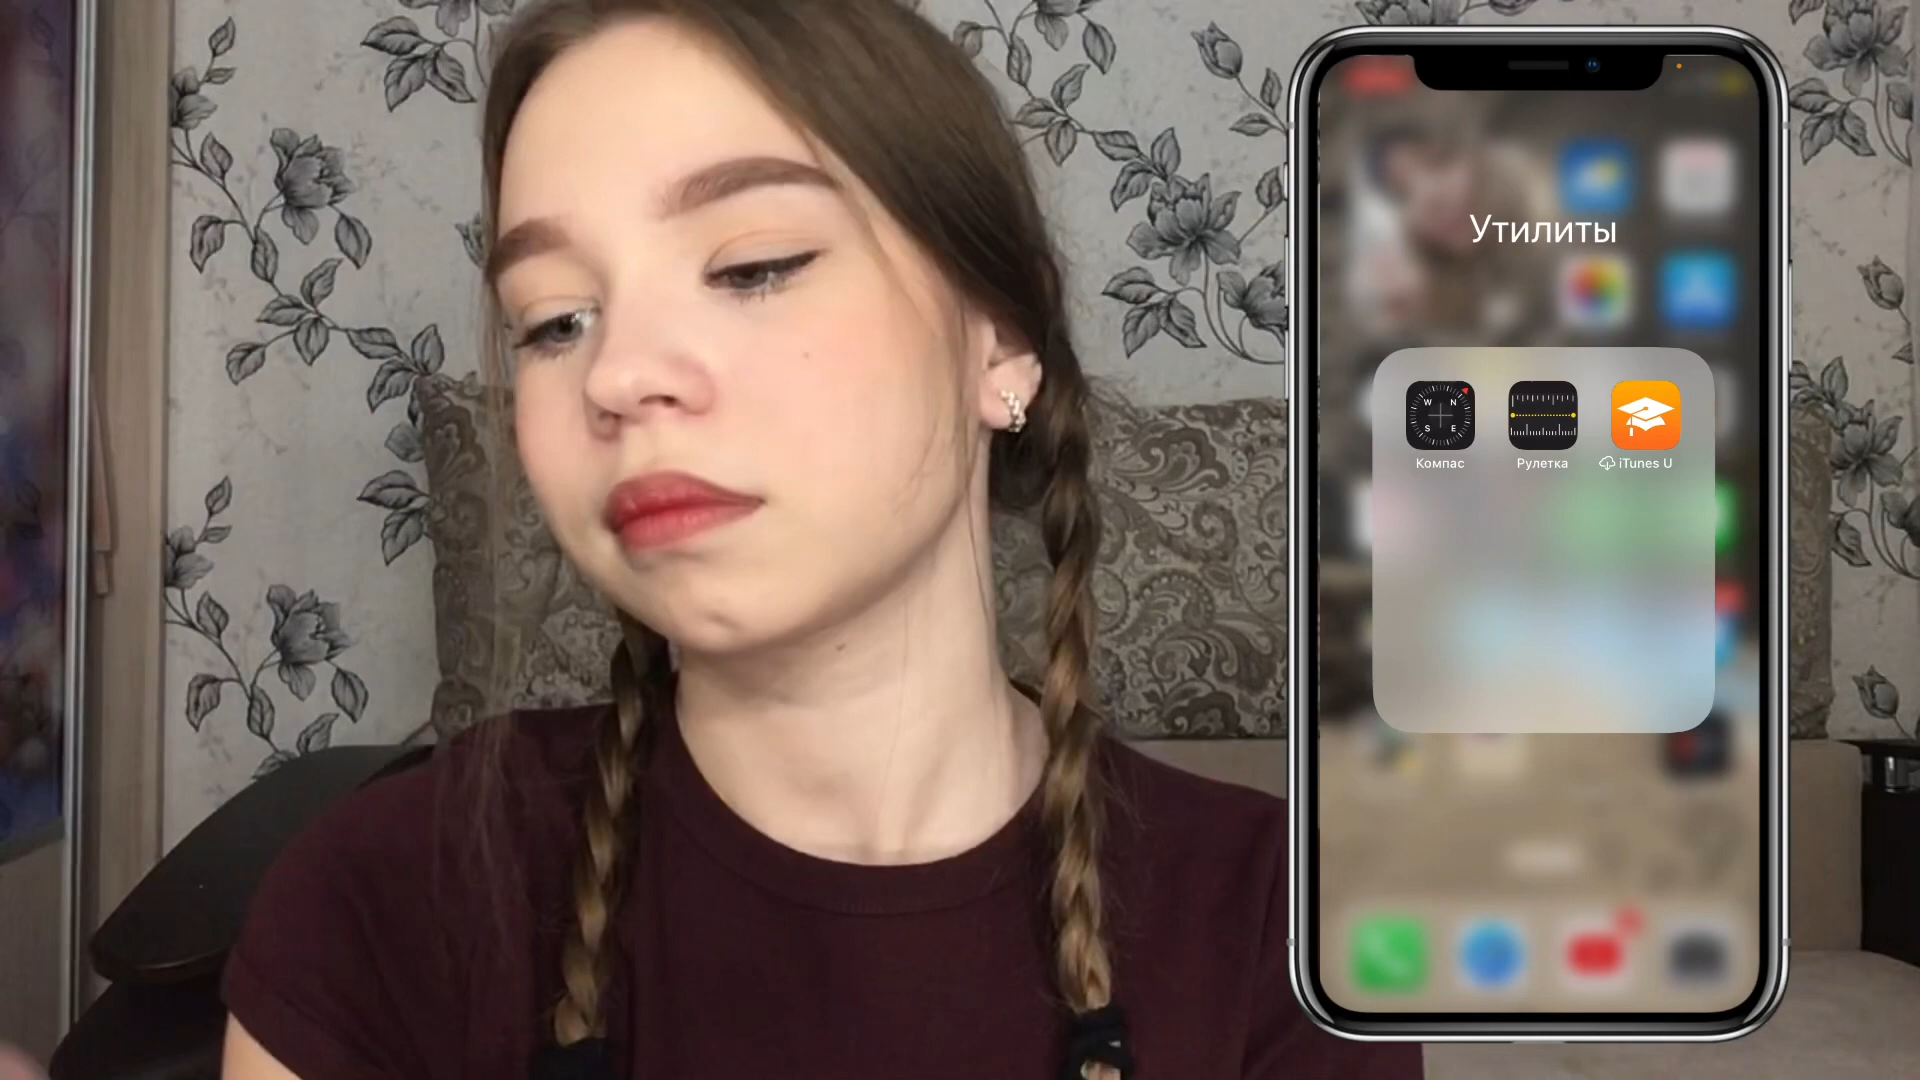 Утилиты
W N
S E
Компас
Рулетка
iTunes U